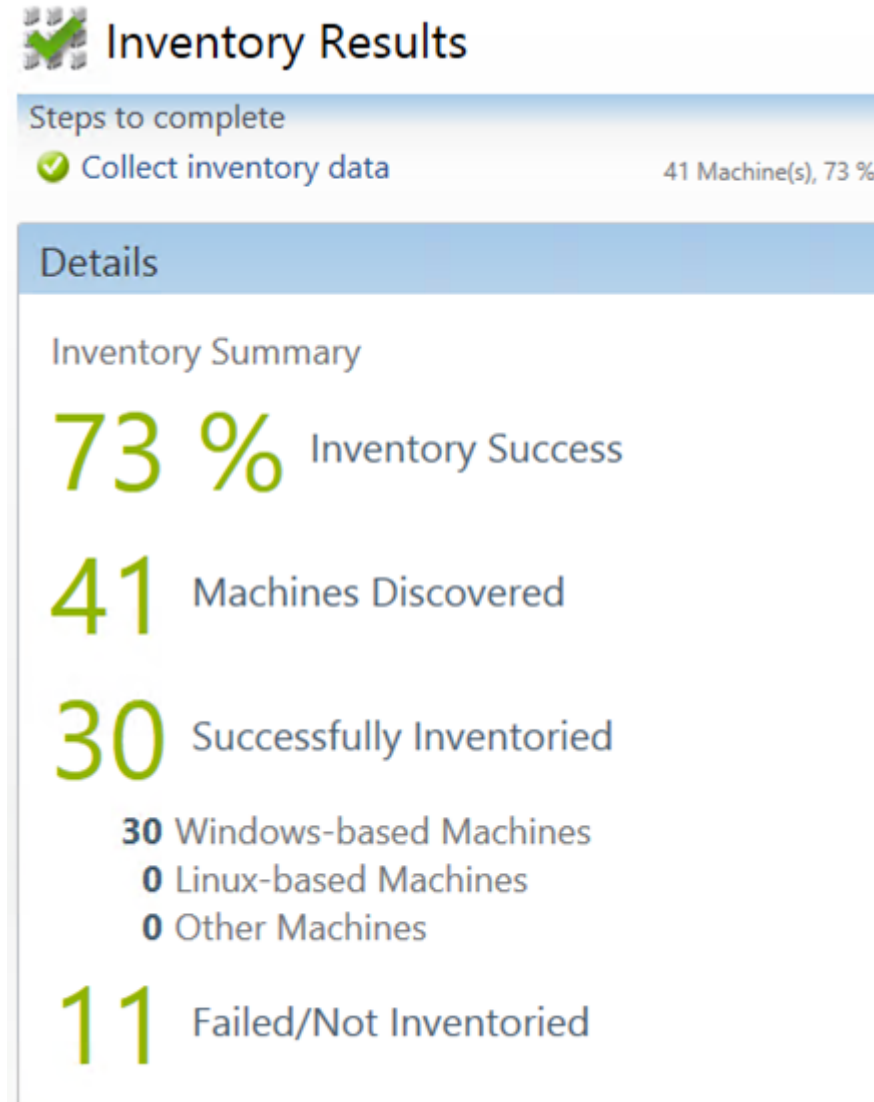 Inventory Results
Steps to complete
Collect inventory data 41 Machine(s), 73 %
Details
Inventory Summary
73 % Inventory Success
41 Machines Discovered
30 Successfully Inventoried
30 Windows-based Machines
0 Linux-based Machines
0 Other Machines
11 Failed/Not Inventoried